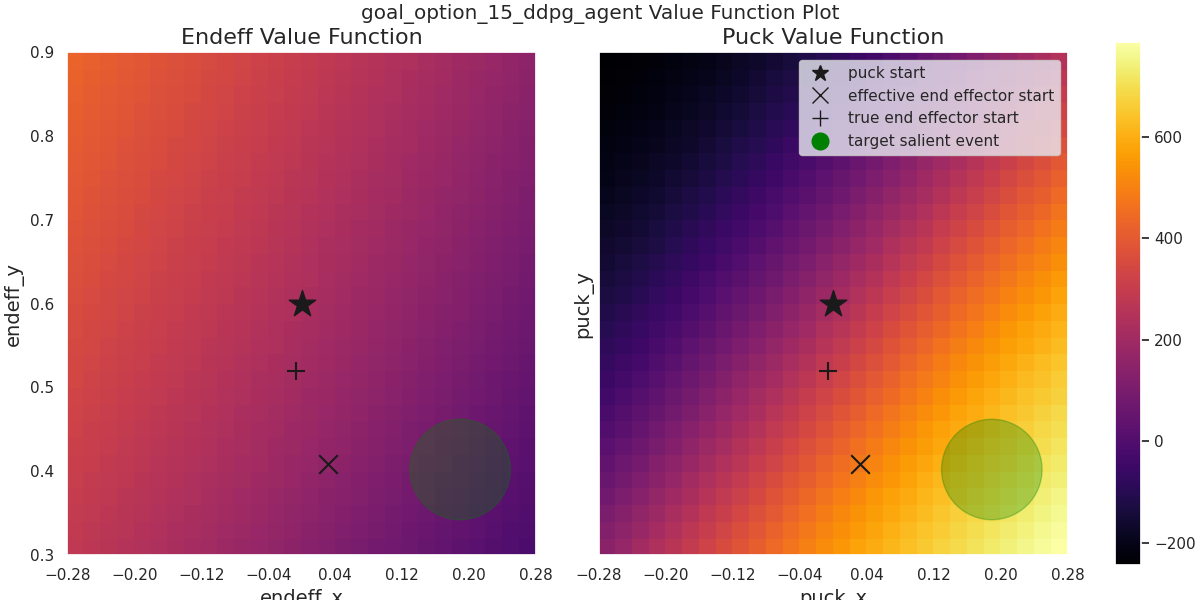 goal_option_15_ddpg_agent Value Function Plot
Endeff Value Function
Puck Value Function
0.9
0.8
0.7
0.6
0.5
0.4
0.3
endeff_y
−0.28 −0.20 −0.12 −0.04 0.04 0.12 0.20 0.28
endeff_x
puck_y
puck start
effective end effector start
true end effector start
target salient event
−0.28 −0.20 −0.12 −0.04 0.04 0.12 0.20 0.28
puck_x
600
400
200
0
−200